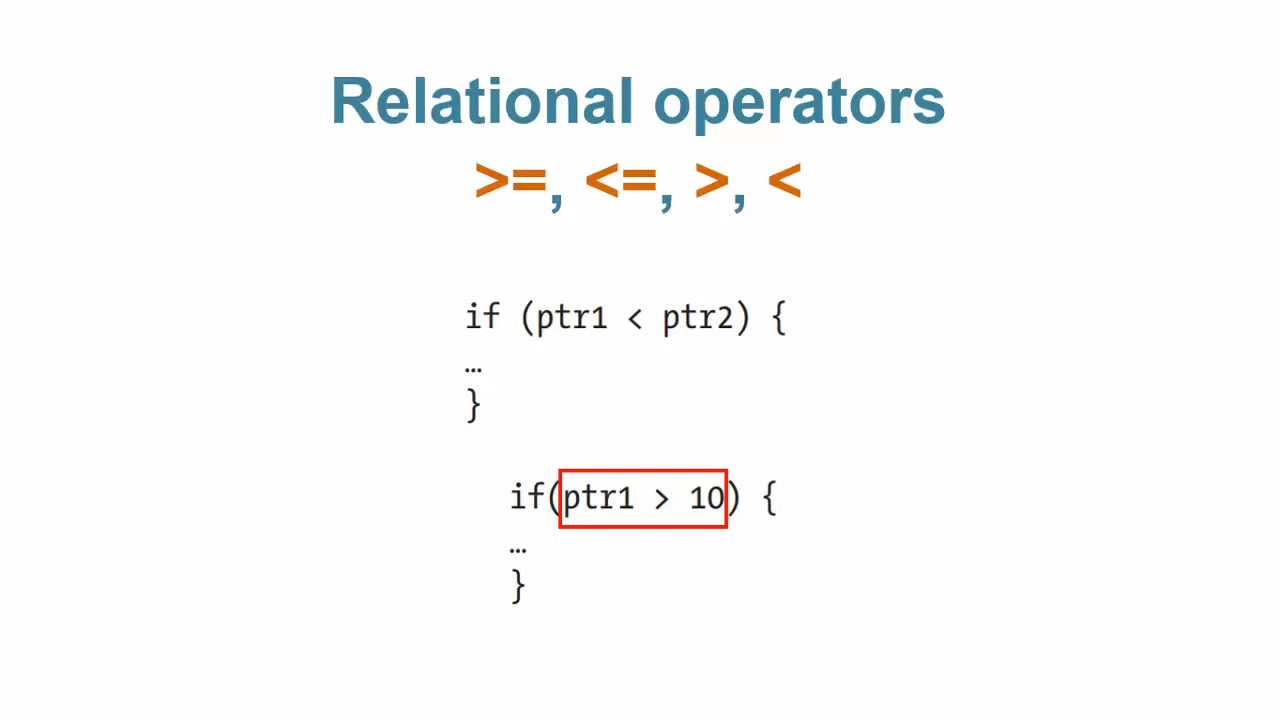 Relational operators
>=, <=, >, <
if (ptr1 < ptr2) {
…
}
if(ptr1 > 10) {
…
}